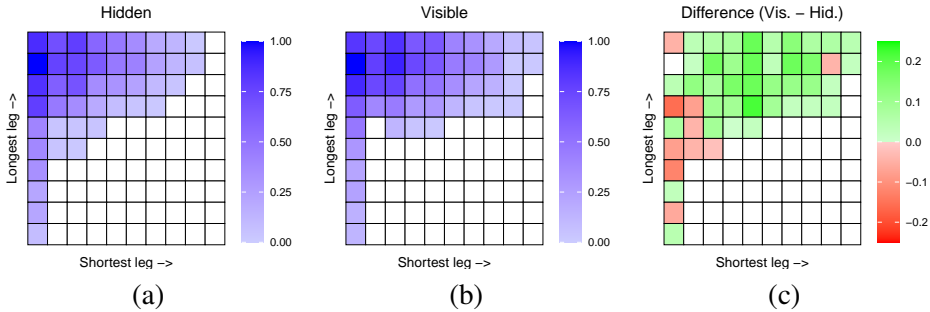 Hidden
Longest leg −>
Shortest leg −>
1.00
0.75
0.50
0.25
0.00
(a)
Visible
Longest leg −>
Shortest leg −>
1.00
0.75
0.50
0.25
0.00
(b)
Difference (Vis. − Hid.)
Longest leg −>
Shortest leg −>
0.2
0.1
0.0
−0.1
−0.2
(c)